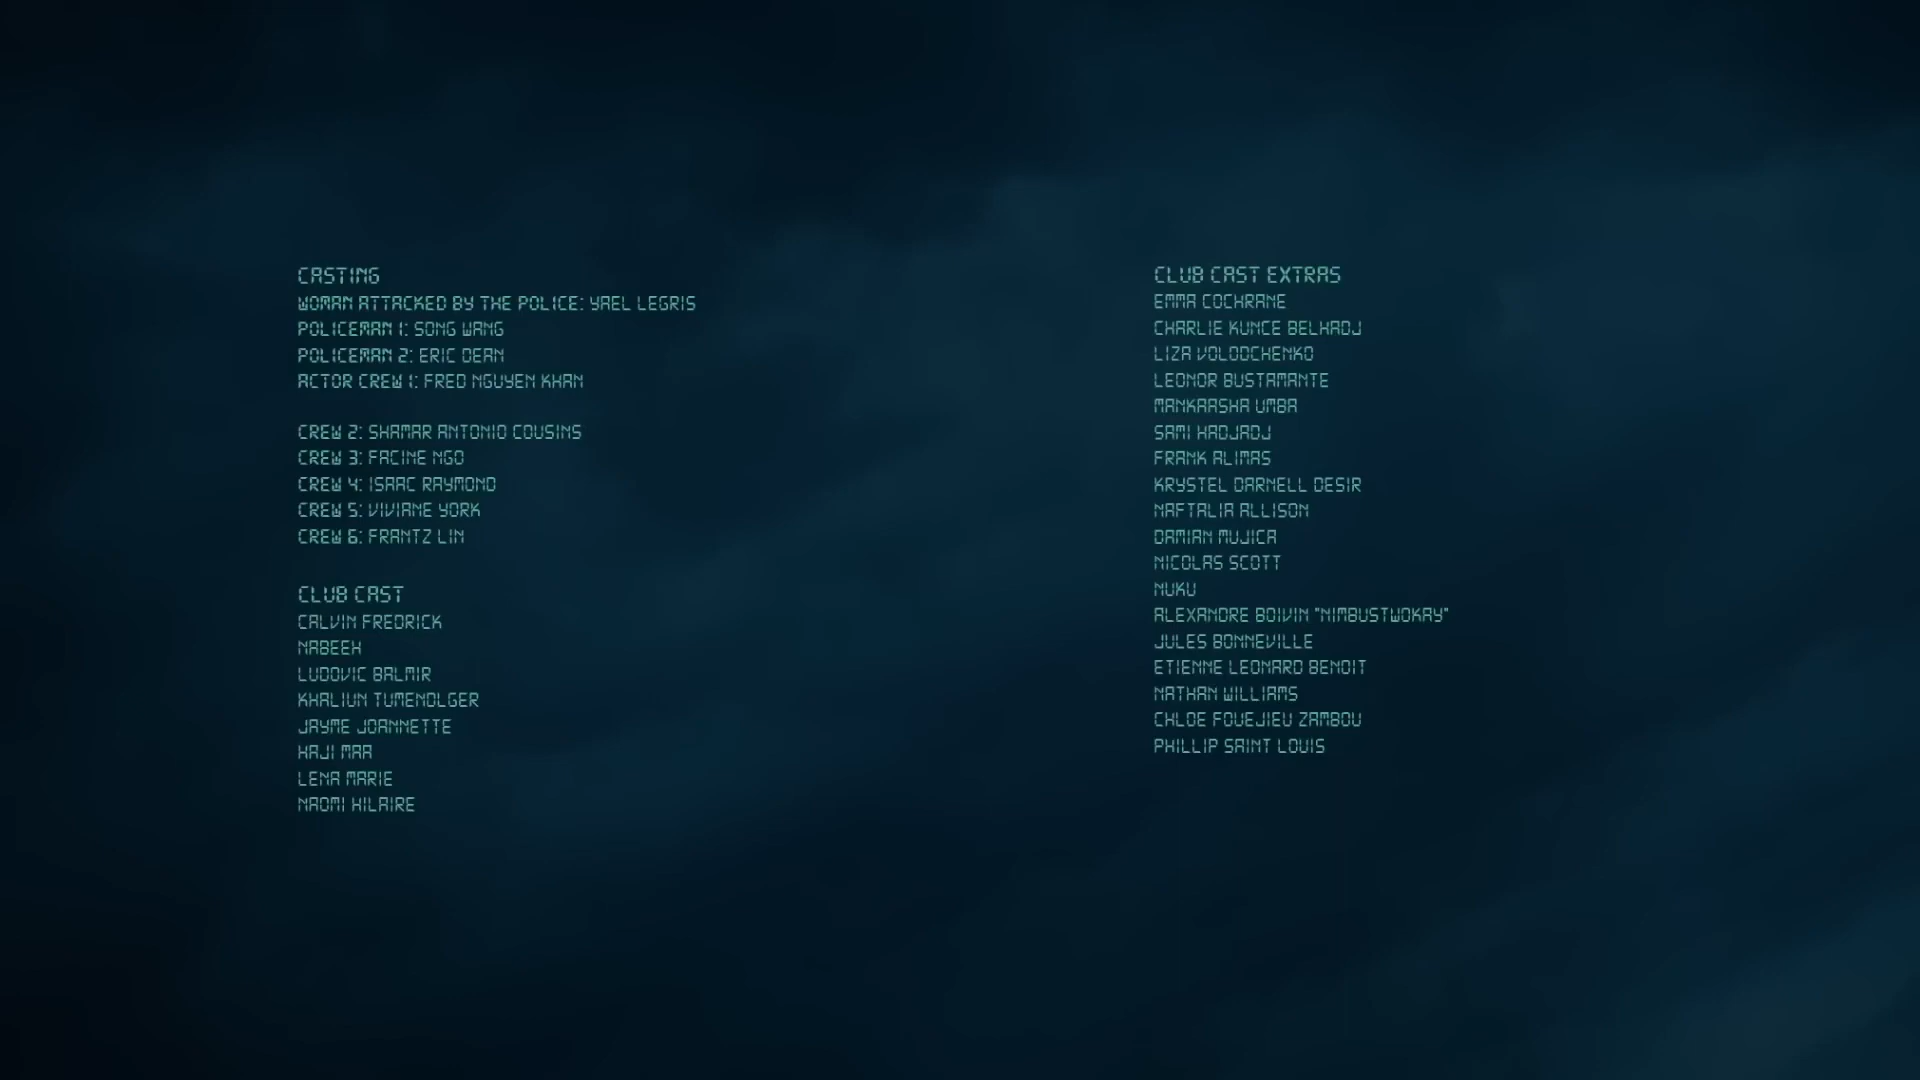 CASTING
WOMAN ATTACKED BY THE POLICE: YAEL LEGRIS
POLICEMAN 1: SONG WANG
POLICEMAN 2: ERIC DEAN
ACTOR CREW 1: FRED NGUYEN KHAN
CREW 2: SHAMAR ANTONIO COUSINS
CREW 3: FACINE NGO
CREW 4: ISAAC RAYMOND
CREW 5: VIVIANE YORK
CREW 6: FRANTZ LIN
CLUB CAST
CALVIN FREDRICK
NABEEH
LUDOVIC BALMIR
KHALIUN TUMENOLGER
JAYME JOANNETTE
HAJI MAA
LENA MARIE
NAOMI HILAIRE
CLUB CAST EXTRAS
EMMA COCHRANE
CHARLIE KUNCE BELHADJ
LIZA VOLODCHENKO
LEONOR BUSTAMANTE
MANKAASHA UMBA
SAMI HADJADJ
FRANK ALIMAS
KRYSTEL DARNELL DESIR
NAFTALIA ALLISON
DAMIAN MUJICA
NICOLAS SCOTT
NUKU
ALEXANDRE BOIVIN "NIMBUSTWOKAY"
JULES BONNEVILLE
ETIENNE LEONARD BENOIT
NATHAN WILLIAMS
CHLOE FOUEJIEU ZAMBOU
PHILLIP SAINT LOUIS